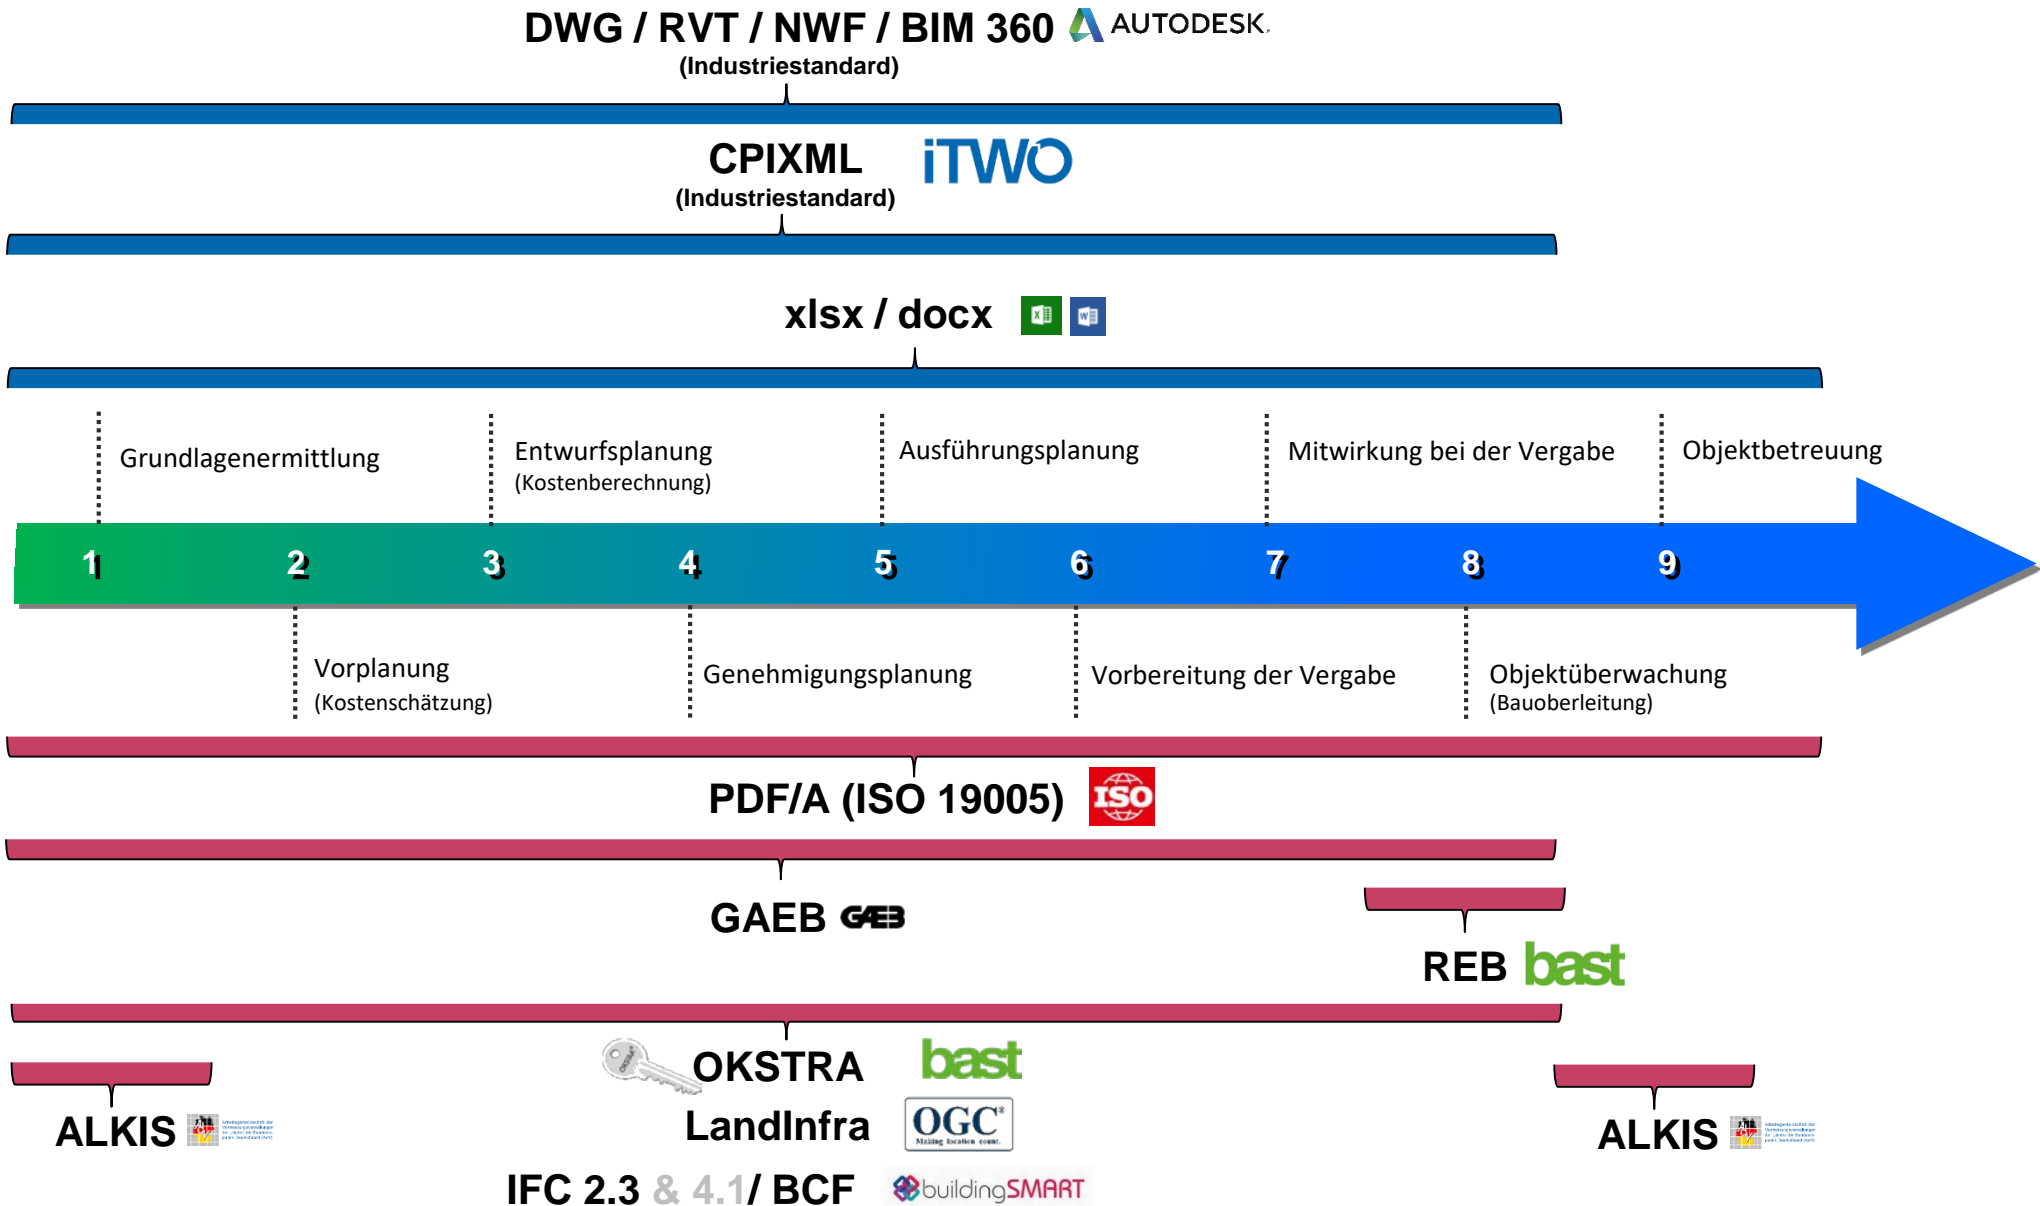 DWG / RVT / NWF / BIM 360 AUTODESK.
(Industriestandard)
CPIXML iTWO
(Industriestandard)
xlsx / docx
Grundlagenermittlung
Entwurfsplanung
(Kostenberechnung)
Ausführungsplanung
Mitwirkung bei der Vergabe
Objektbetreuung
1 2 3 4 5 6 7 8 9
Vorplanung
(Kostenschätzung)
Genehmigungsplanung
Vorbereitung der Vergabe
Objektüberwachung
(Bauoberleitung)
PDF/A (ISO 19005) ISO
GAEB GAEB
REB bast
OKSTRA bast
LandInfra OGC
Making location count.
ALKIS
ALKIS
IFC 2.3 & 4.1/ BCF buildingSMART